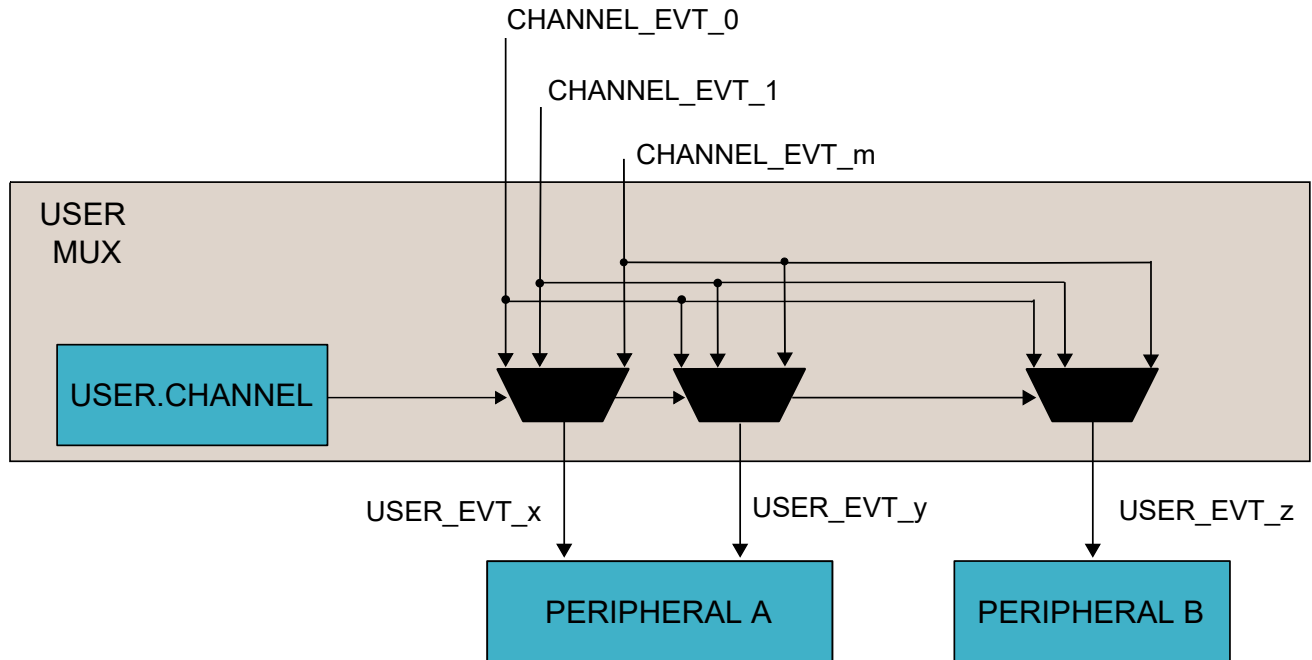 CHANNEL_EVT_0
CHANNEL_EVT_1
CHANNEL_EVT_m
USER
MUX
USER.CHANNEL
USER_EVT_x
USER_EVT_y
USER_EVT_z
PERIPHERAL A
PERIPHERAL B